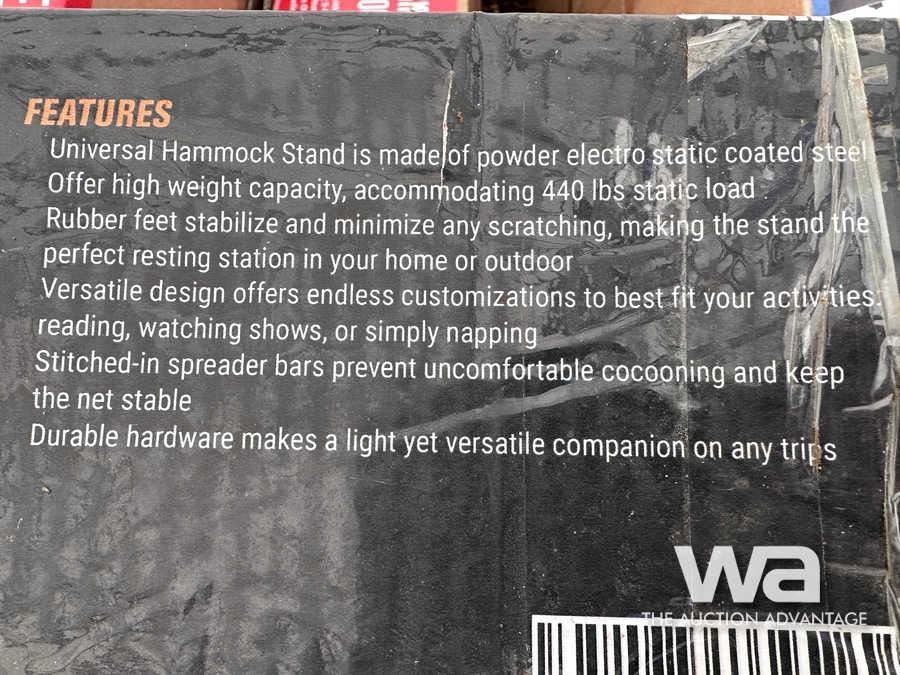 FEATURES
Universal Hammock Stand is made of powder electro static coated steel
Offer high weight capacity, accommodating 440 lbs static load
Rubber feet stabilize and minimize any scratching, making the stand the
perfect resting station in your home or outdoor
Versatile design offers endless customizations to best fit your activities:
reading, watching shows, or simply napping
Stitched-in spreader bars prevent uncomfortable cocooning and keep
the net stable
Durable hardware makes a light yet versatile companion on any trips
wa
THE AUCTION ADVANTAGE